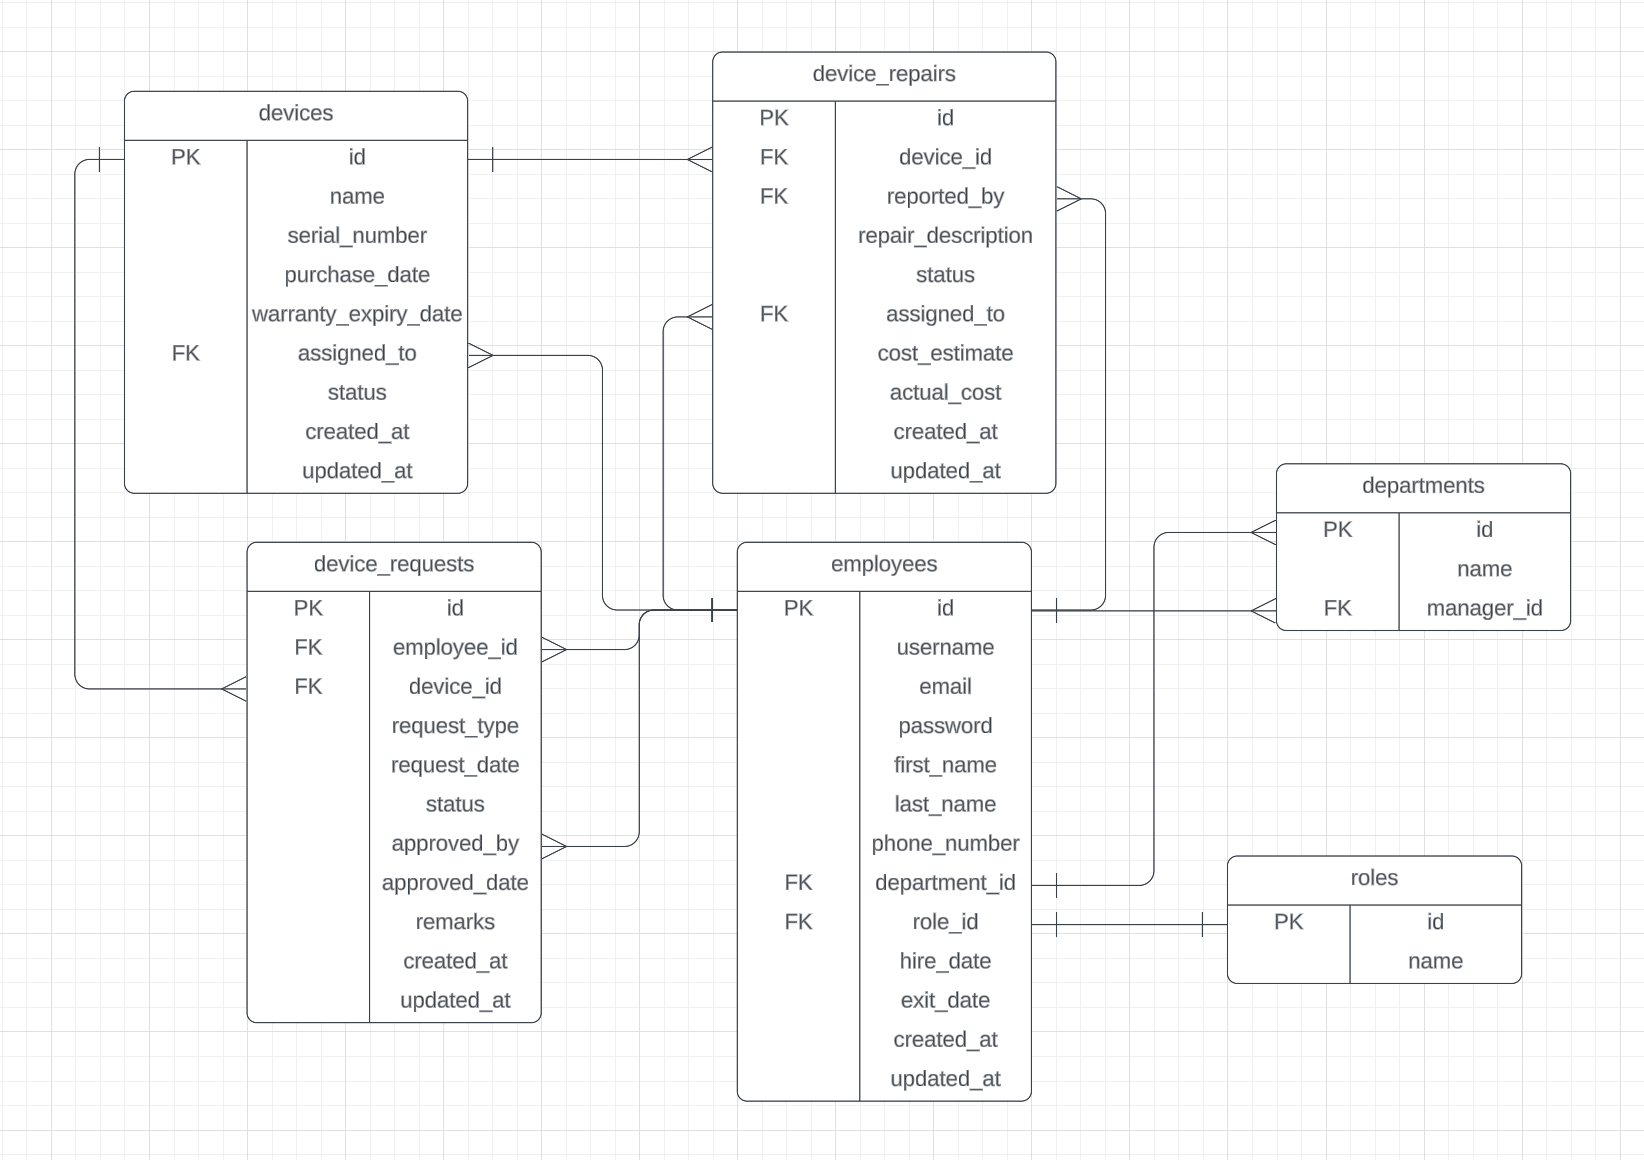 devices
PK id
name
serial_number
purchase_date
warranty_expiry_date
FK assigned_to
status
created_at
updated_at
device_repairs
PK id
FK device_id
FK reported_by
repair_description
status
FK assigned_to
cost_estimate
actual_cost
created_at
updated_at
device_requests
PK id
FK employee_id
FK device_id
request_type
request_date
status
approved_by
approved_date
remarks
created_at
updated_at
employees
PK id
username
email
password
first_name
last_name
phone_number
FK department_id
FK role_id
hire_date
exit_date
created_at
updated_at
departments
PK id
name
FK manager_id
roles
PK id
name